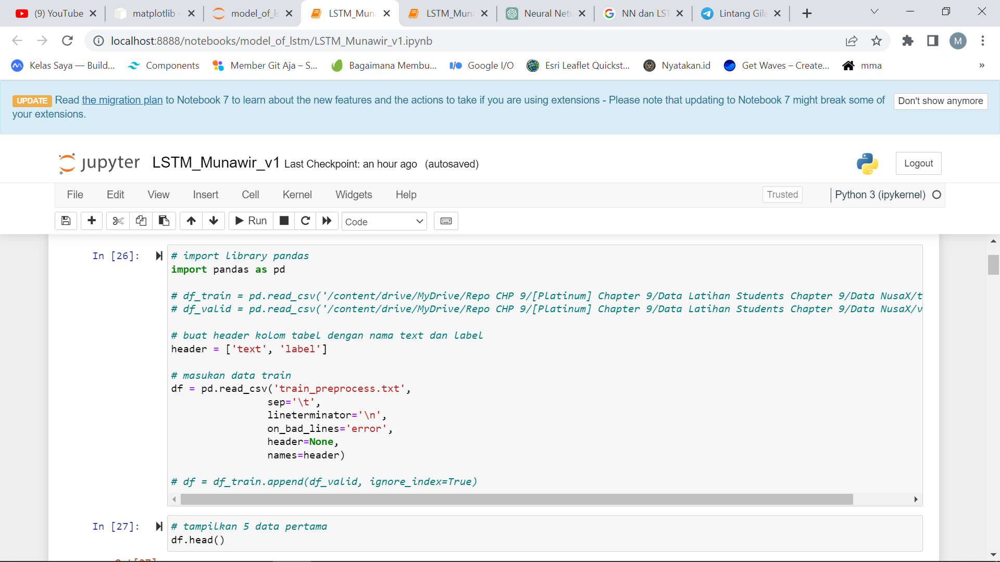 (9) YouTube
matplotlib
model_of_ls
LSTM_Mun
LSTM_Mun
Neural Net
NN dan LST
Lintang Gila
localhost:8888/notebooks/model_of_lstm/LSTM_Munawir_v1.ipynb
M
Kelas Saya — Build...
Components
Member Git Aja – S...
Bagaimana Membu...
I/O Google I/O
Esri Leaflet Quickst...
Nyatakan.id
Get Waves – Create...
mma
»
UPDATE Read the migration plan to Notebook 7 to learn about the new features and the actions to take if you are using extensions - Please note that updating to Notebook 7 might break some of
your extensions.
Don't show anymore
jupyter LSTM_Munawir_v1 Last Checkpoint: an hour ago (autosaved)
Logout
File Edit View Insert Cell Kernel Widgets Help
Trusted
Python 3 (ipykernel)
Run
Code
In [26]:
# import library pandas
import pandas as pd
# df_train = pd.read_csv('/content/drive/MyDrive/Repo CHP 9/[Platinum] Chapter 9/Data Latihan Students Chapter 9/Data NusaX/t
# df_valid = pd.read_csv('/content/drive/MyDrive/Repo CHP 9/[Platinum] Chapter 9/Data Latihan Students Chapter 9/Data NusaX/v
# buat header kolom tabel dengan nama text dan label
header = ['text', 'label']
# masukan data train
df = pd.read_csv('train_preprocess.txt',
sep='\t',
lineterminator='\n',
on_bad_lines='error',
header=None,
names=header)
# df = df_train.append(df_valid, ignore_index=True)
In [27]:
# tampilkan 5 data pertama
df.head()